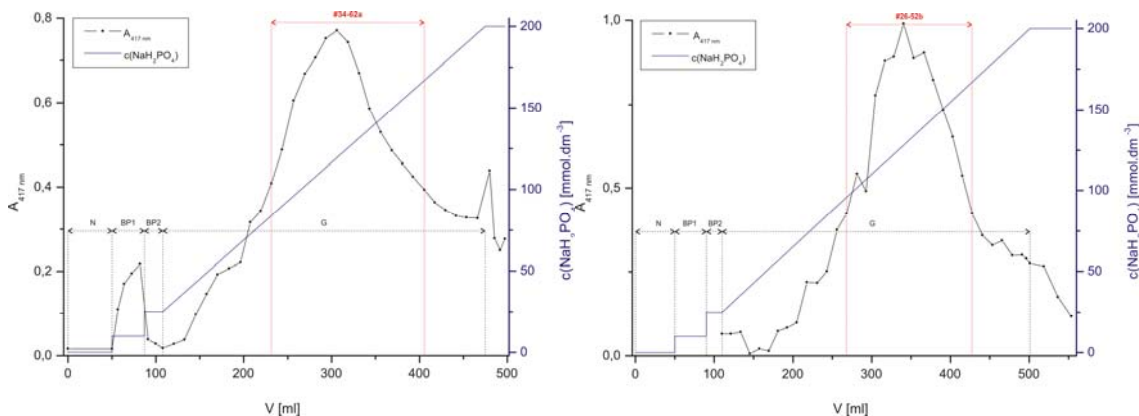 #34-62a
A417 nm
c(NaH2PO4)
0,8
0,6
0,4
0,2
0,0
A417 nm
N
BP1
BP2
G
200
150
100
50
0
c(NaH2PO4) [mmol.dm-3]
0
100
200
300
400
500
V [ml]
#26-52b
A417 nm
c(NaH2PO4)
1,0
0,5
0,0
A417 nm
N
BP1
BP2
G
200
150
100
50
0
c(NaH2PO4) [mmol.dm-3]
0
100
200
300
400
500
V [ml]